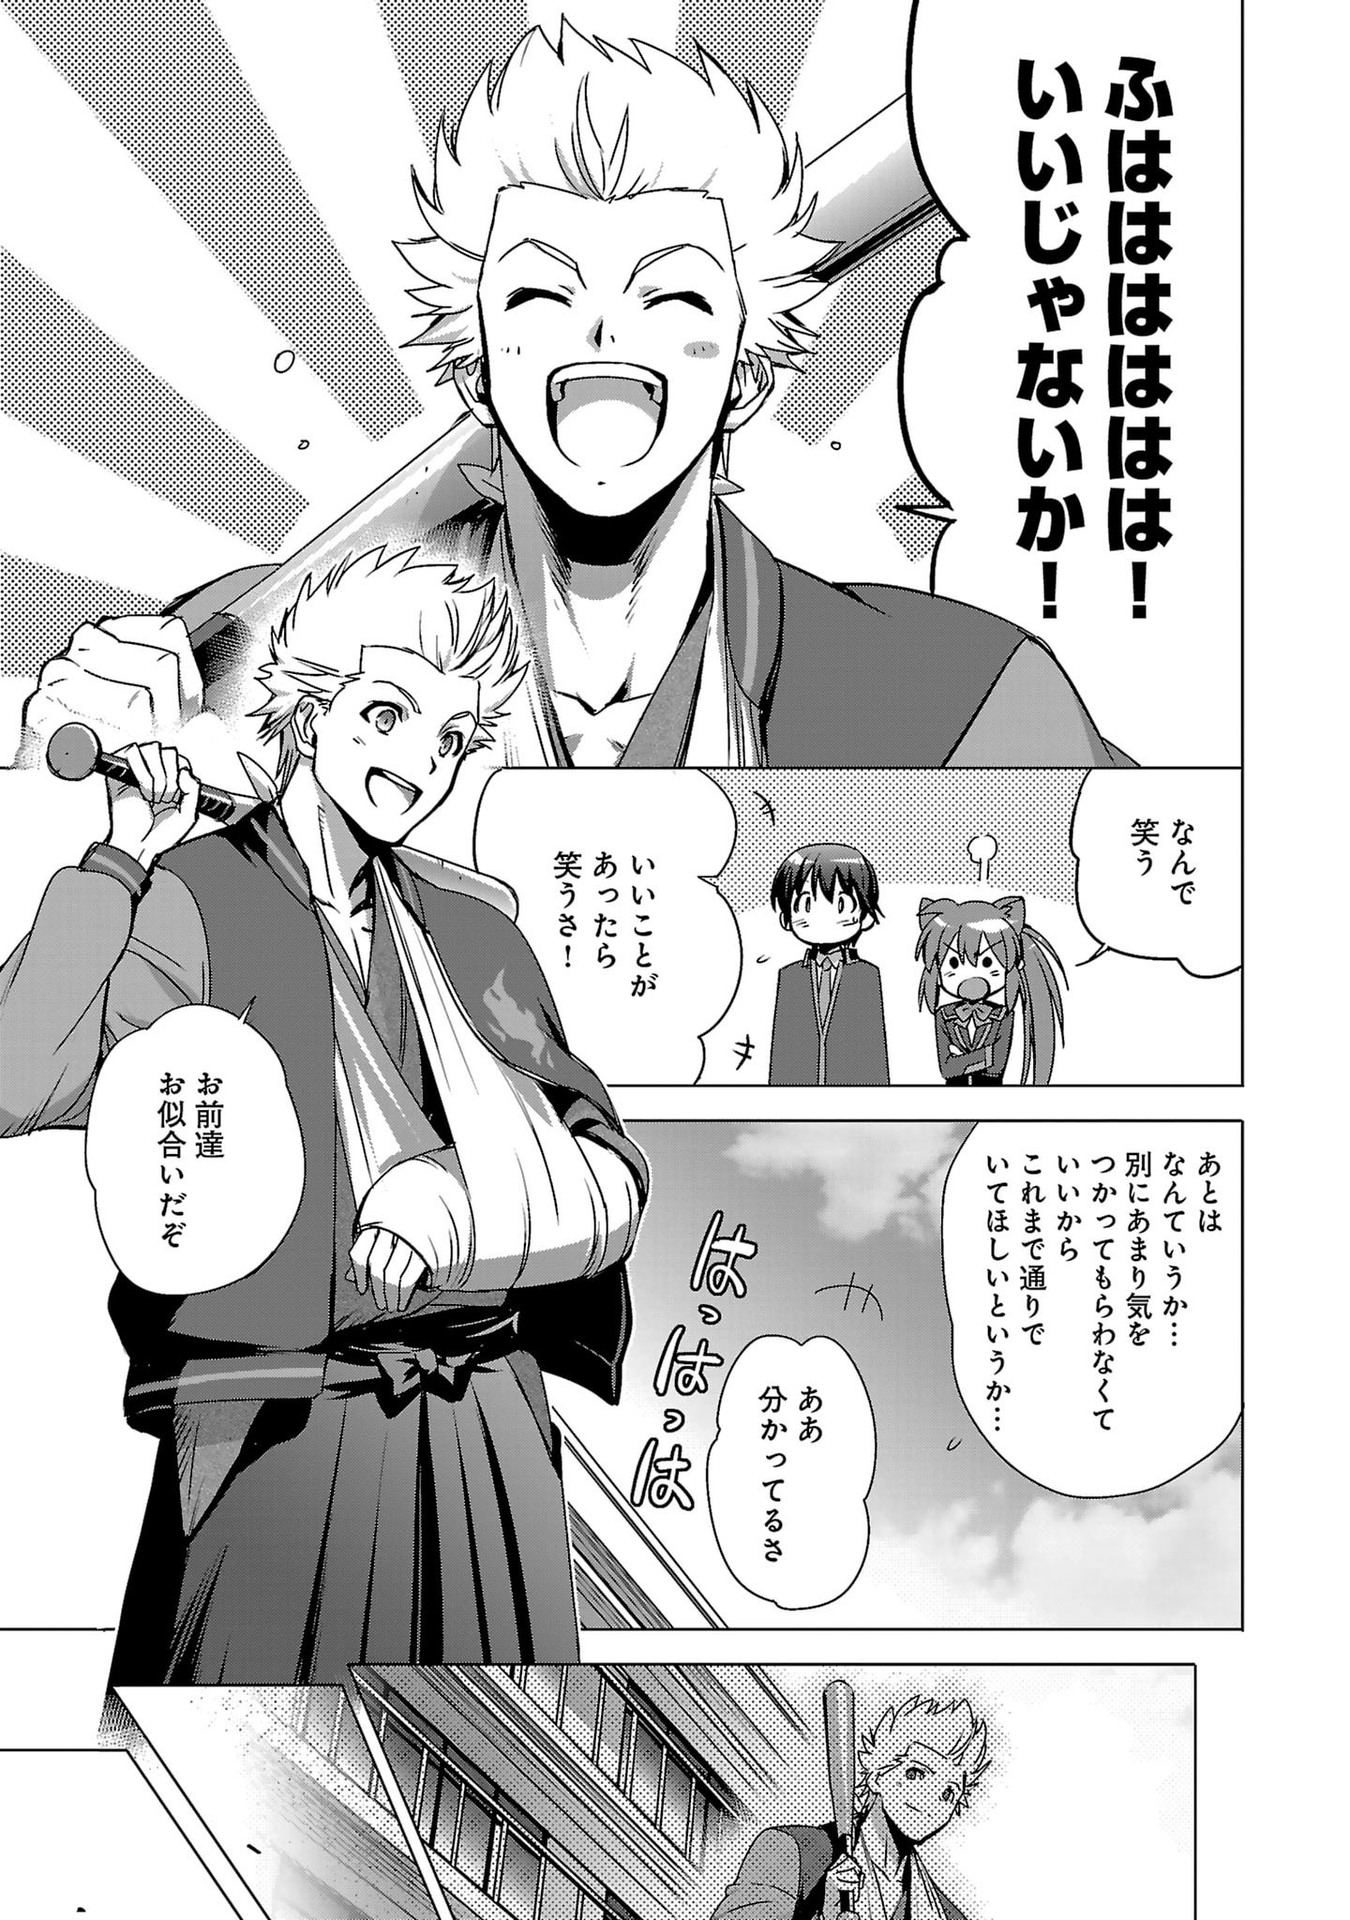 ふはははははは！
いいじゃないか！
なんで
笑う
いいことが
あったら
笑うさ！
お前達
お似合いだぞ
あとは
なんていうか…
別にあまり気を
つかってもらわなくて
いいから
これまで通りで
いてほしいというか…
ああ
分かってるさ
はっ
はっ
は